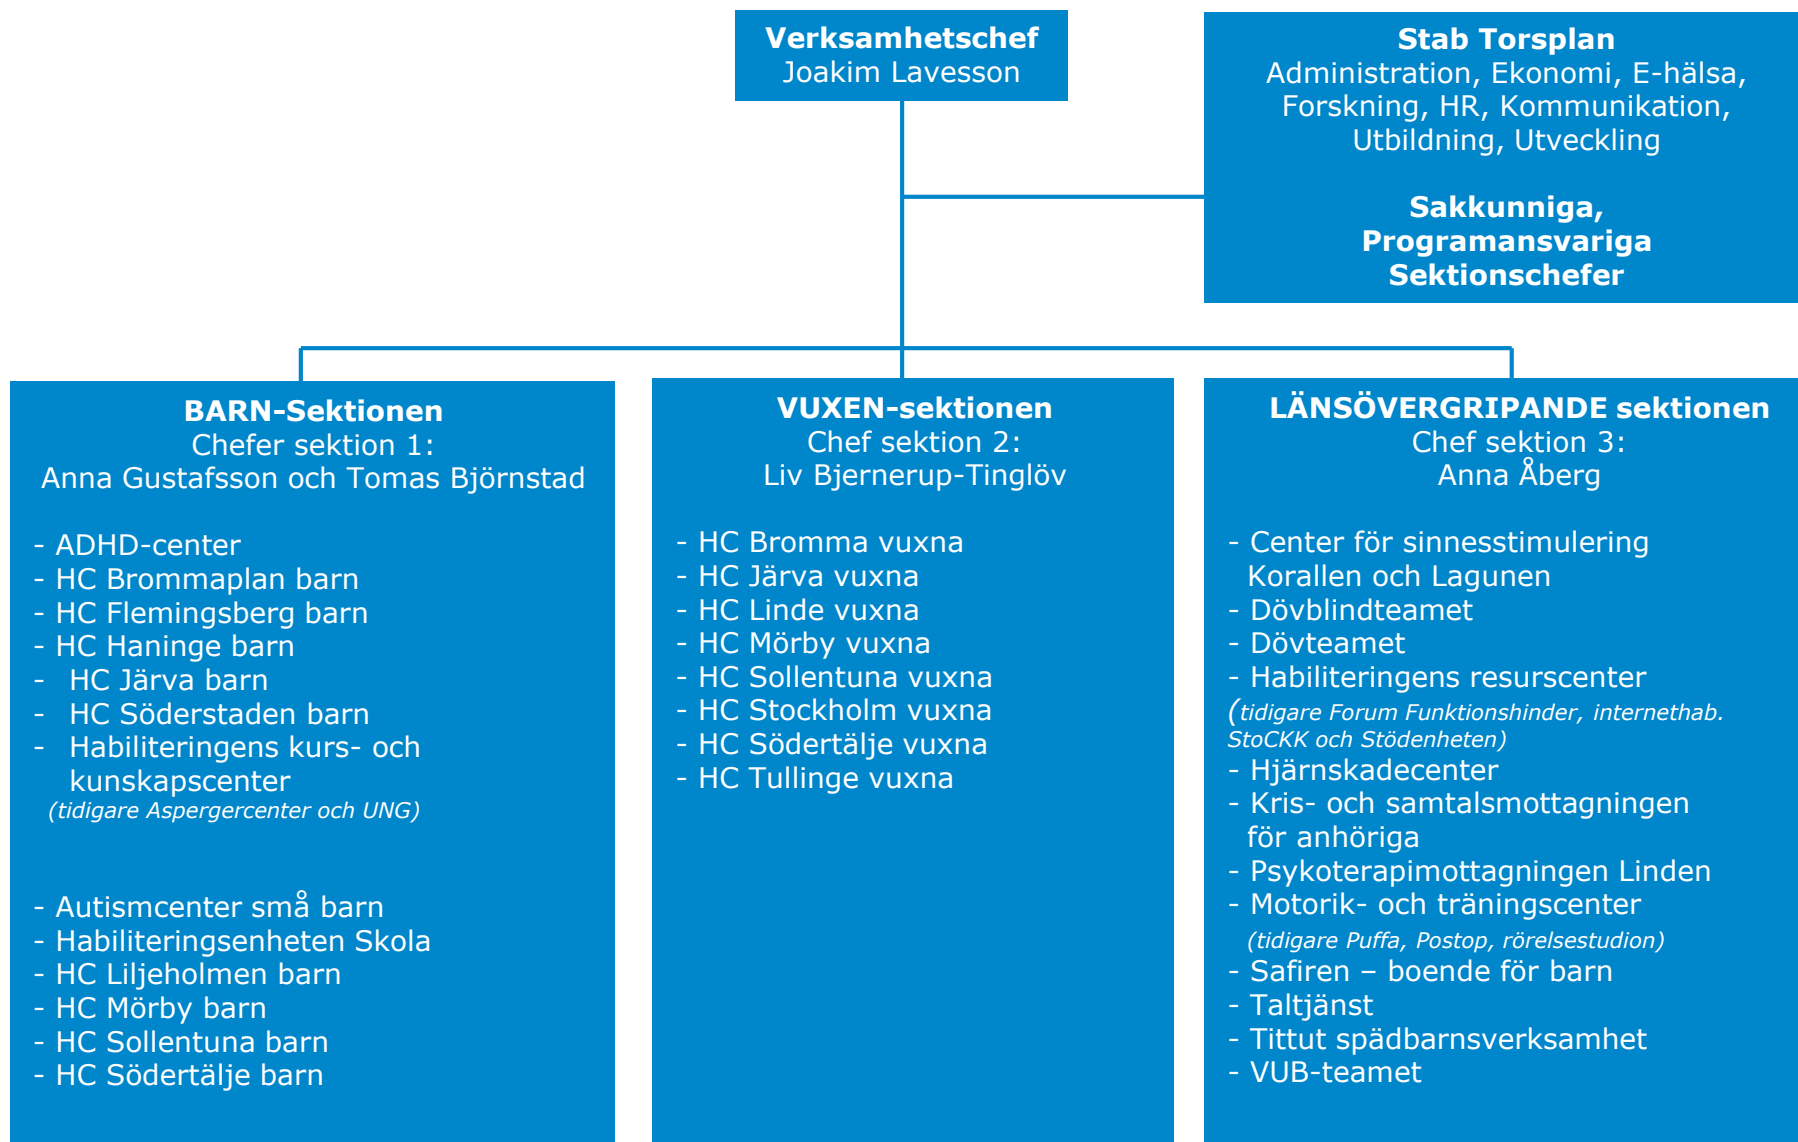 Verksamhetschef
Joakim Lavesson
Stab Torsplan
Administration, Ekonomi, E-hälsa,
Forskning, HR, Kommunikation,
Utbildning, Utveckling
Sakkunniga,
Programansvariga
Sektionschefer
BARN-Sektionen
Chefer sektion 1:
Anna Gustafsson och Tomas Björnstad
- ADHD-center
- HC Brommaplan barn
- HC Flemingsberg barn
- HC Haninge barn
- HC Järva barn
- HC Söderstaden barn
- Habiliteringens kurs- och
kunskapscenter
(tidigare Aspergercenter och UNG)
- Autismcenter små barn
- Habiliteringsenheten Skola
- HC Liljeholmen barn
- HC Mörby barn
- HC Sollentuna barn
- HC Södertälje barn
VUXEN-sektionen
Chef sektion 2:
Liv Bjernerup-Tinglöv
- HC Bromma vuxna
- HC Järva vuxna
- HC Linde vuxna
- HC Mörby vuxna
- HC Sollentuna vuxna
- HC Stockholm vuxna
- HC Södertälje vuxna
- HC Tullinge vuxna
LÄNSÖVERGRIPANDE sektionen
Chef sektion 3:
Anna Åberg
- Center för sinnesstimulering
Korallen och Lagunen
- Dövblindteamet
- Dövteamet
- Habiliteringens resurscenter
(tidigare Forum Funktionshinder, internethab.
StoCKK och Stödenheten)
- Hjärnskadecenter
- Kris- och samtalsmottagningen
för anhöriga
- Psykoterapimottagningen Linden
- Motorik- och träningscenter
(tidigare Puffa, Postop, rörelsestudion)
- Safiren – boende för barn
- Taltjänst
- Tittut spädbarnsverksamhet
- VUB-teamet